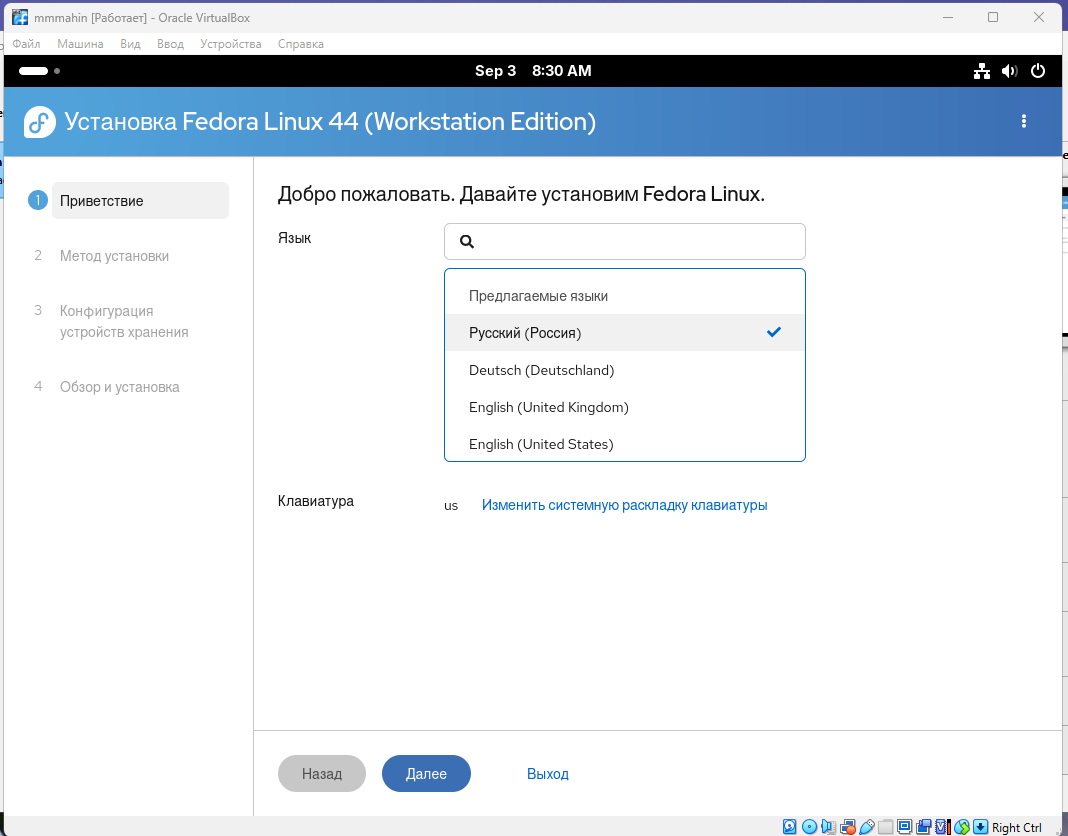 mmmahin [Работает] - Oracle VirtualBox
Файл Машина Вид Ввод Устройства Справка
Sep 3 8:30 AM
Установка Fedora Linux 44 (Workstation Edition)
1 Приветствие
2 Метод установки
3 Конфигурация
устройств хранения
4 Обзор и установка
Добро пожаловать. Давайте установим Fedora Linux.
Язык
Предлагаемые языки
Русский (Россия)
Deutsch (Deutschland)
English (United Kingdom)
English (United States)
Клавиатура us Изменить системную раскладку клавиатуры
Назад Далее Выход
Right Ctrl